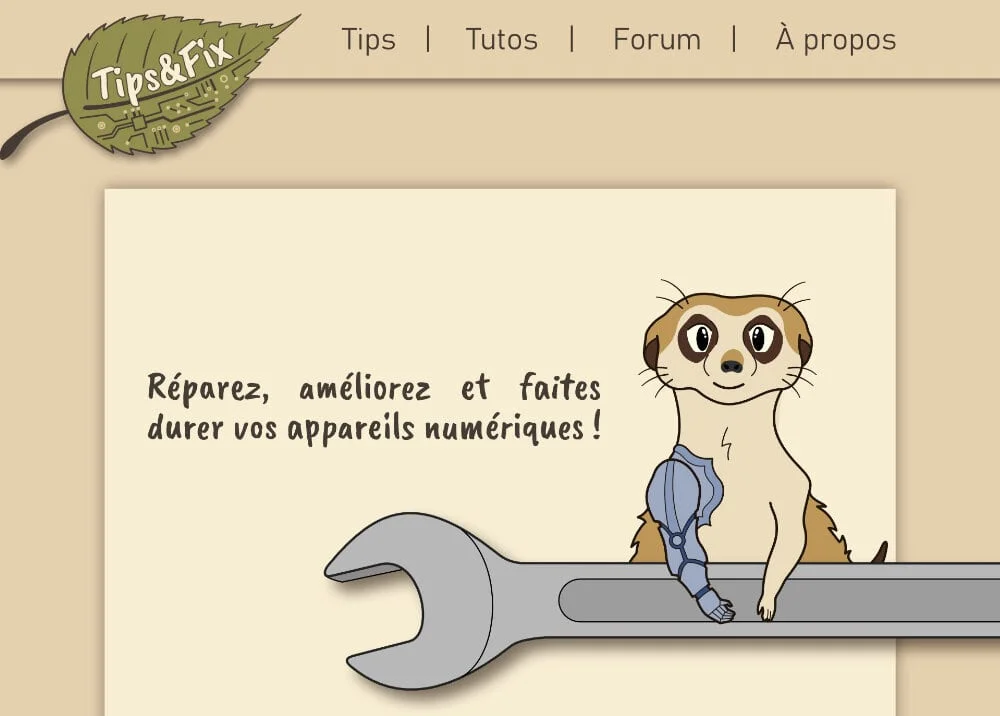 Tips&Fix
Tips | Tutos | Forum | À propos
Réparez, améliorez et faites
durer vos appareils numériques !